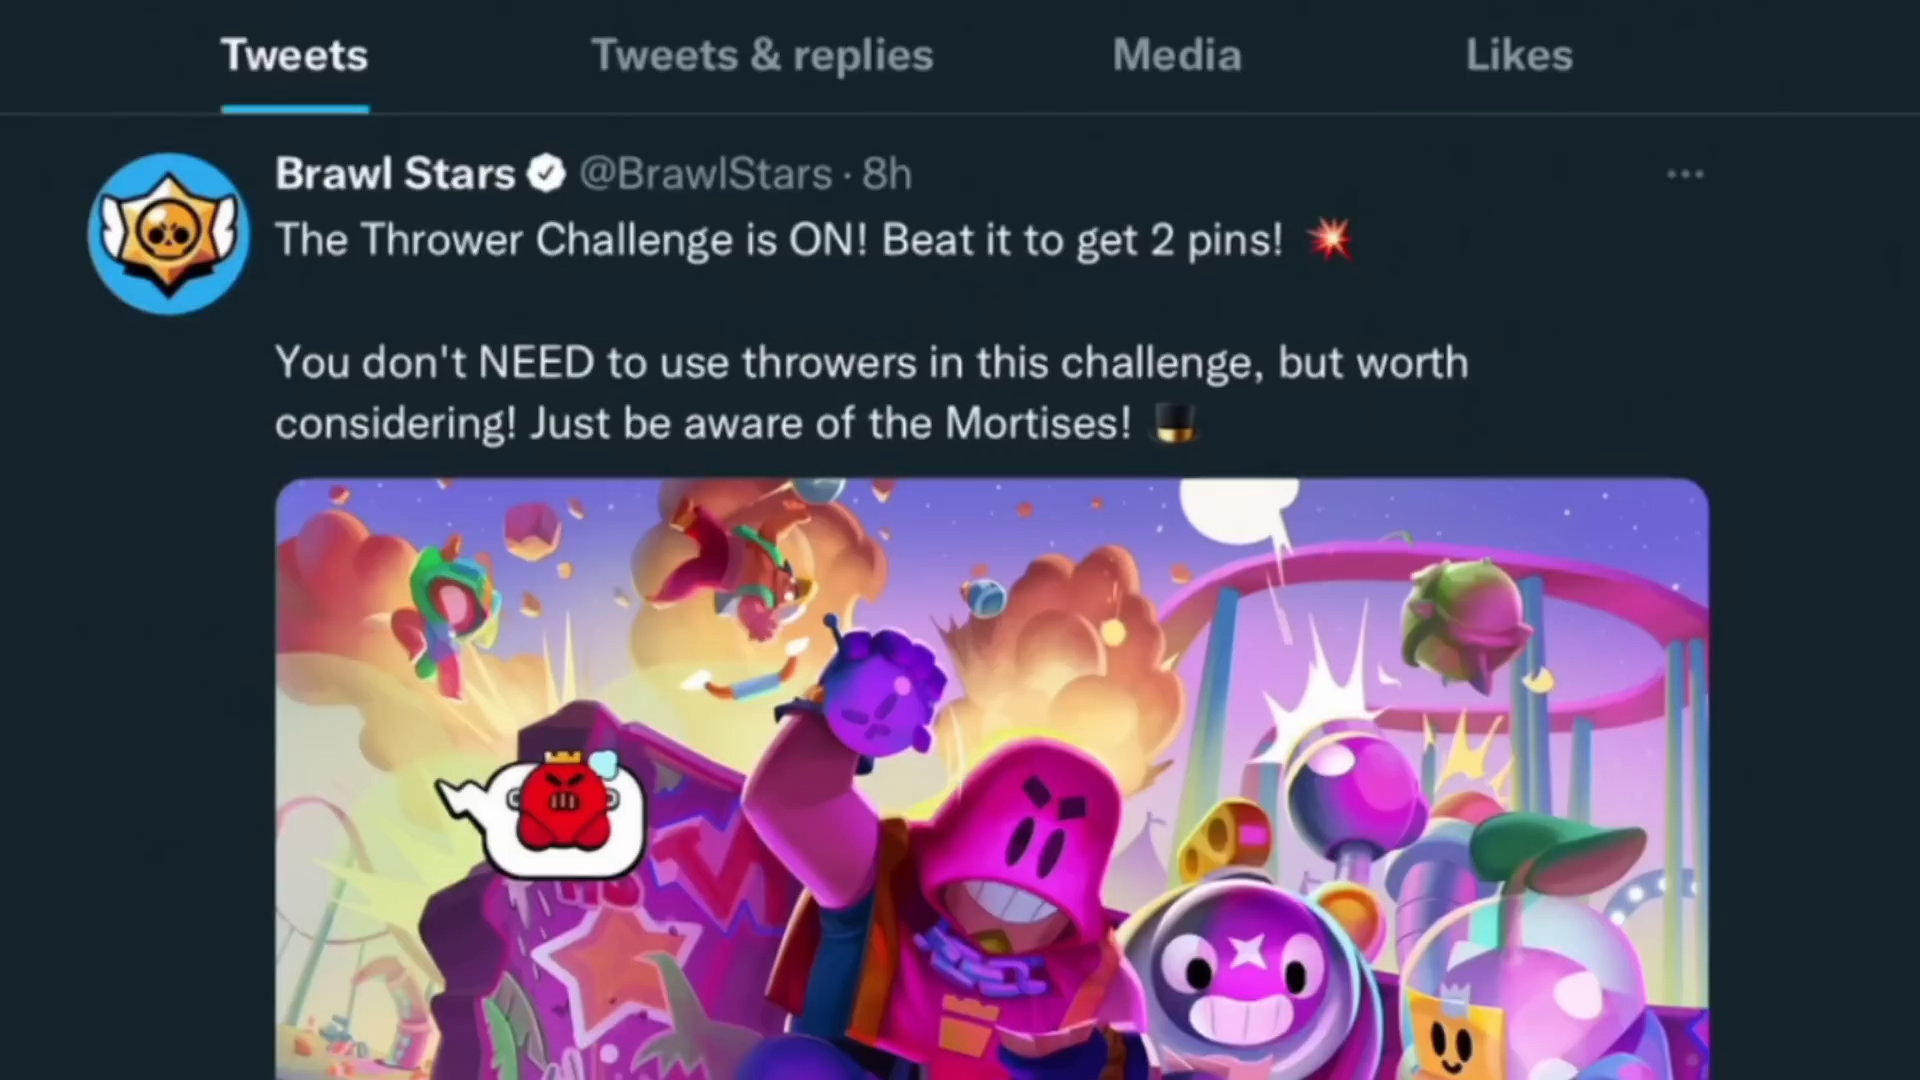 Tweets Tweets & replies Media Likes
Brawl Stars @BrawlStars · 8h
The Thrower Challenge is ON! Beat it to get 2 pins! 💥
You don't NEED to use throwers in this challenge, but worth
considering! Just be aware of the Mortises! 🎩